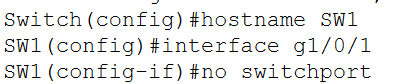 Switch(config)#hostname SW1
SW1(config)#interface g1/0/1
SW1(config-if)#no switchport